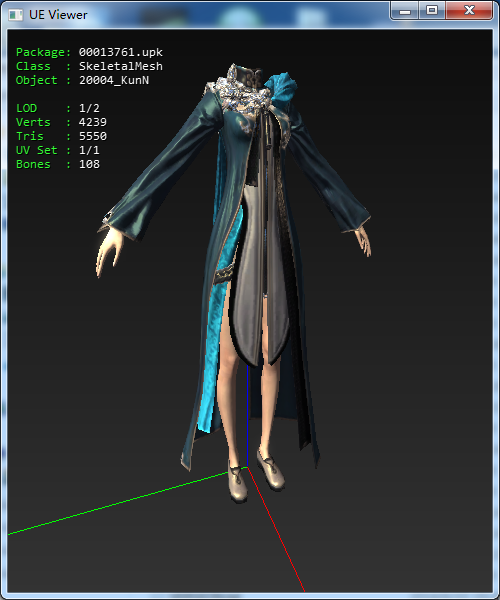 UE Viewer
Package: 00013761.upk
Class : SkeletalMesh
Object : 20004_KunN
LOD : 1/2
Verts : 4239
Tris : 5550
UV Set : 1/1
Bones : 108